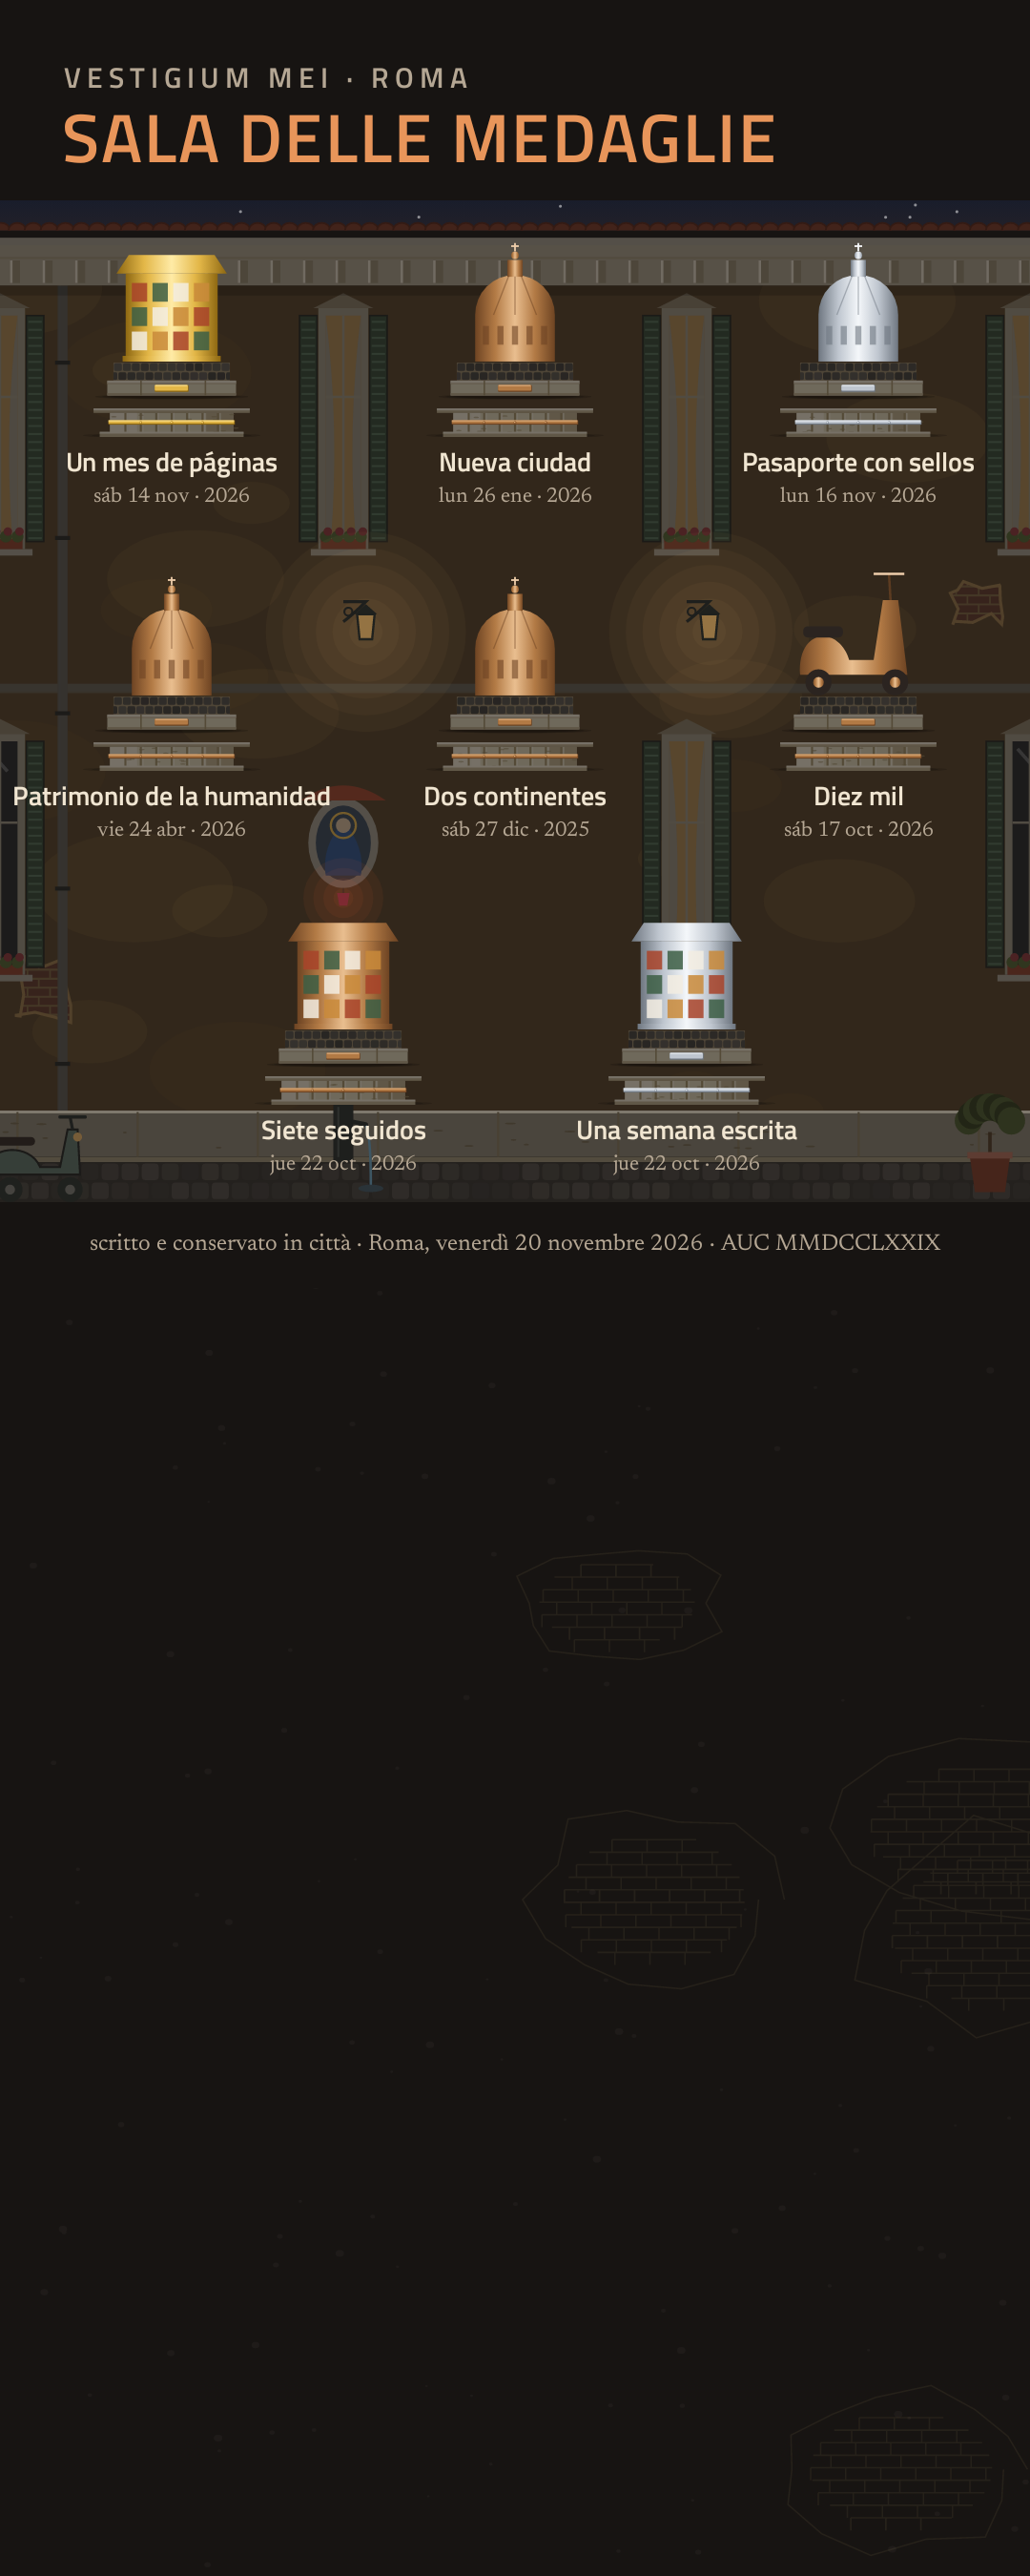 VESTIGIUM MEI · ROMA
SALA DELLE MEDAGLIE
Un mes de páginas
sáb 14 nov · 2026
Nueva ciudad
lun 26 ene · 2026
Pasaporte con sellos
lun 16 nov · 2026
Patrimonio de la humanidad
vie 24 abr · 2026
Dos continentes
sáb 27 dic · 2025
Diez mil
sáb 17 oct · 2026
Siete seguidos
jue 22 oct · 2026
Una semana escrita
jue 22 oct · 2026
scritto e conservato in città · Roma, venerdì 20 novembre 2026 · AUC MMDCCLXXIX